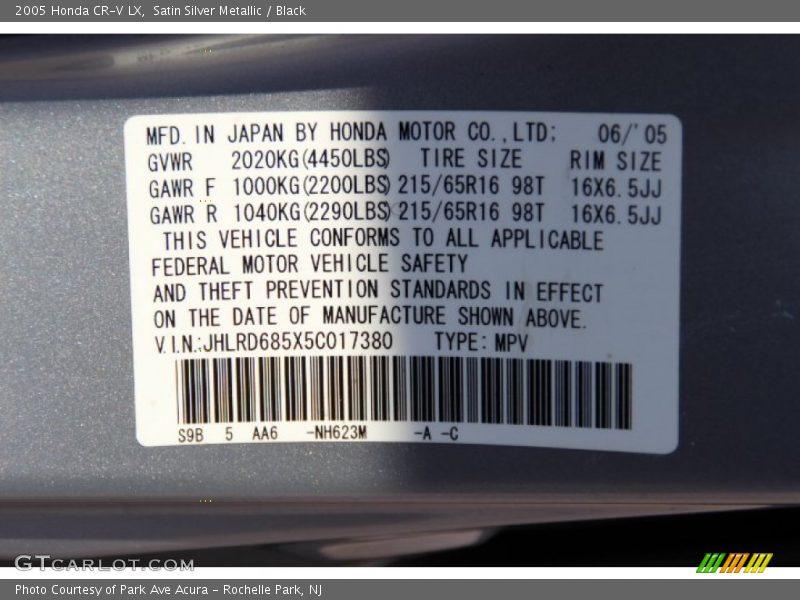 2005 Honda CR-V LX,  Satin Silver Metallic / Black
MFD. IN JAPAN BY HONDA MOTOR CO.,LTD; 06/'05
GVWR 2020KG(4450LBS) TIRE SIZE RIM SIZE
GAWR F 1000KG(2200LBS) 215/65R16 98T 16X6.5JJ
GAWR R 1040KG(2290LBS) 215/65R16 98T 16X6.5JJ
THIS VEHICLE CONFORMS TO ALL APPLICABLE
FEDERAL MOTOR VEHICLE SAFETY
AND THEFT PREVENTION STANDARDS IN EFFECT
ON THE DATE OF MANUFACTURE SHOWN ABOVE.
V.I.N.:JHLRD685X5C017380 TYPE: MPV
S9B 5 AA6 -NH623M -A -C
GTCARLOT.COM
Photo Courtesy of Park Ave Acura - Rochelle Park, NJ